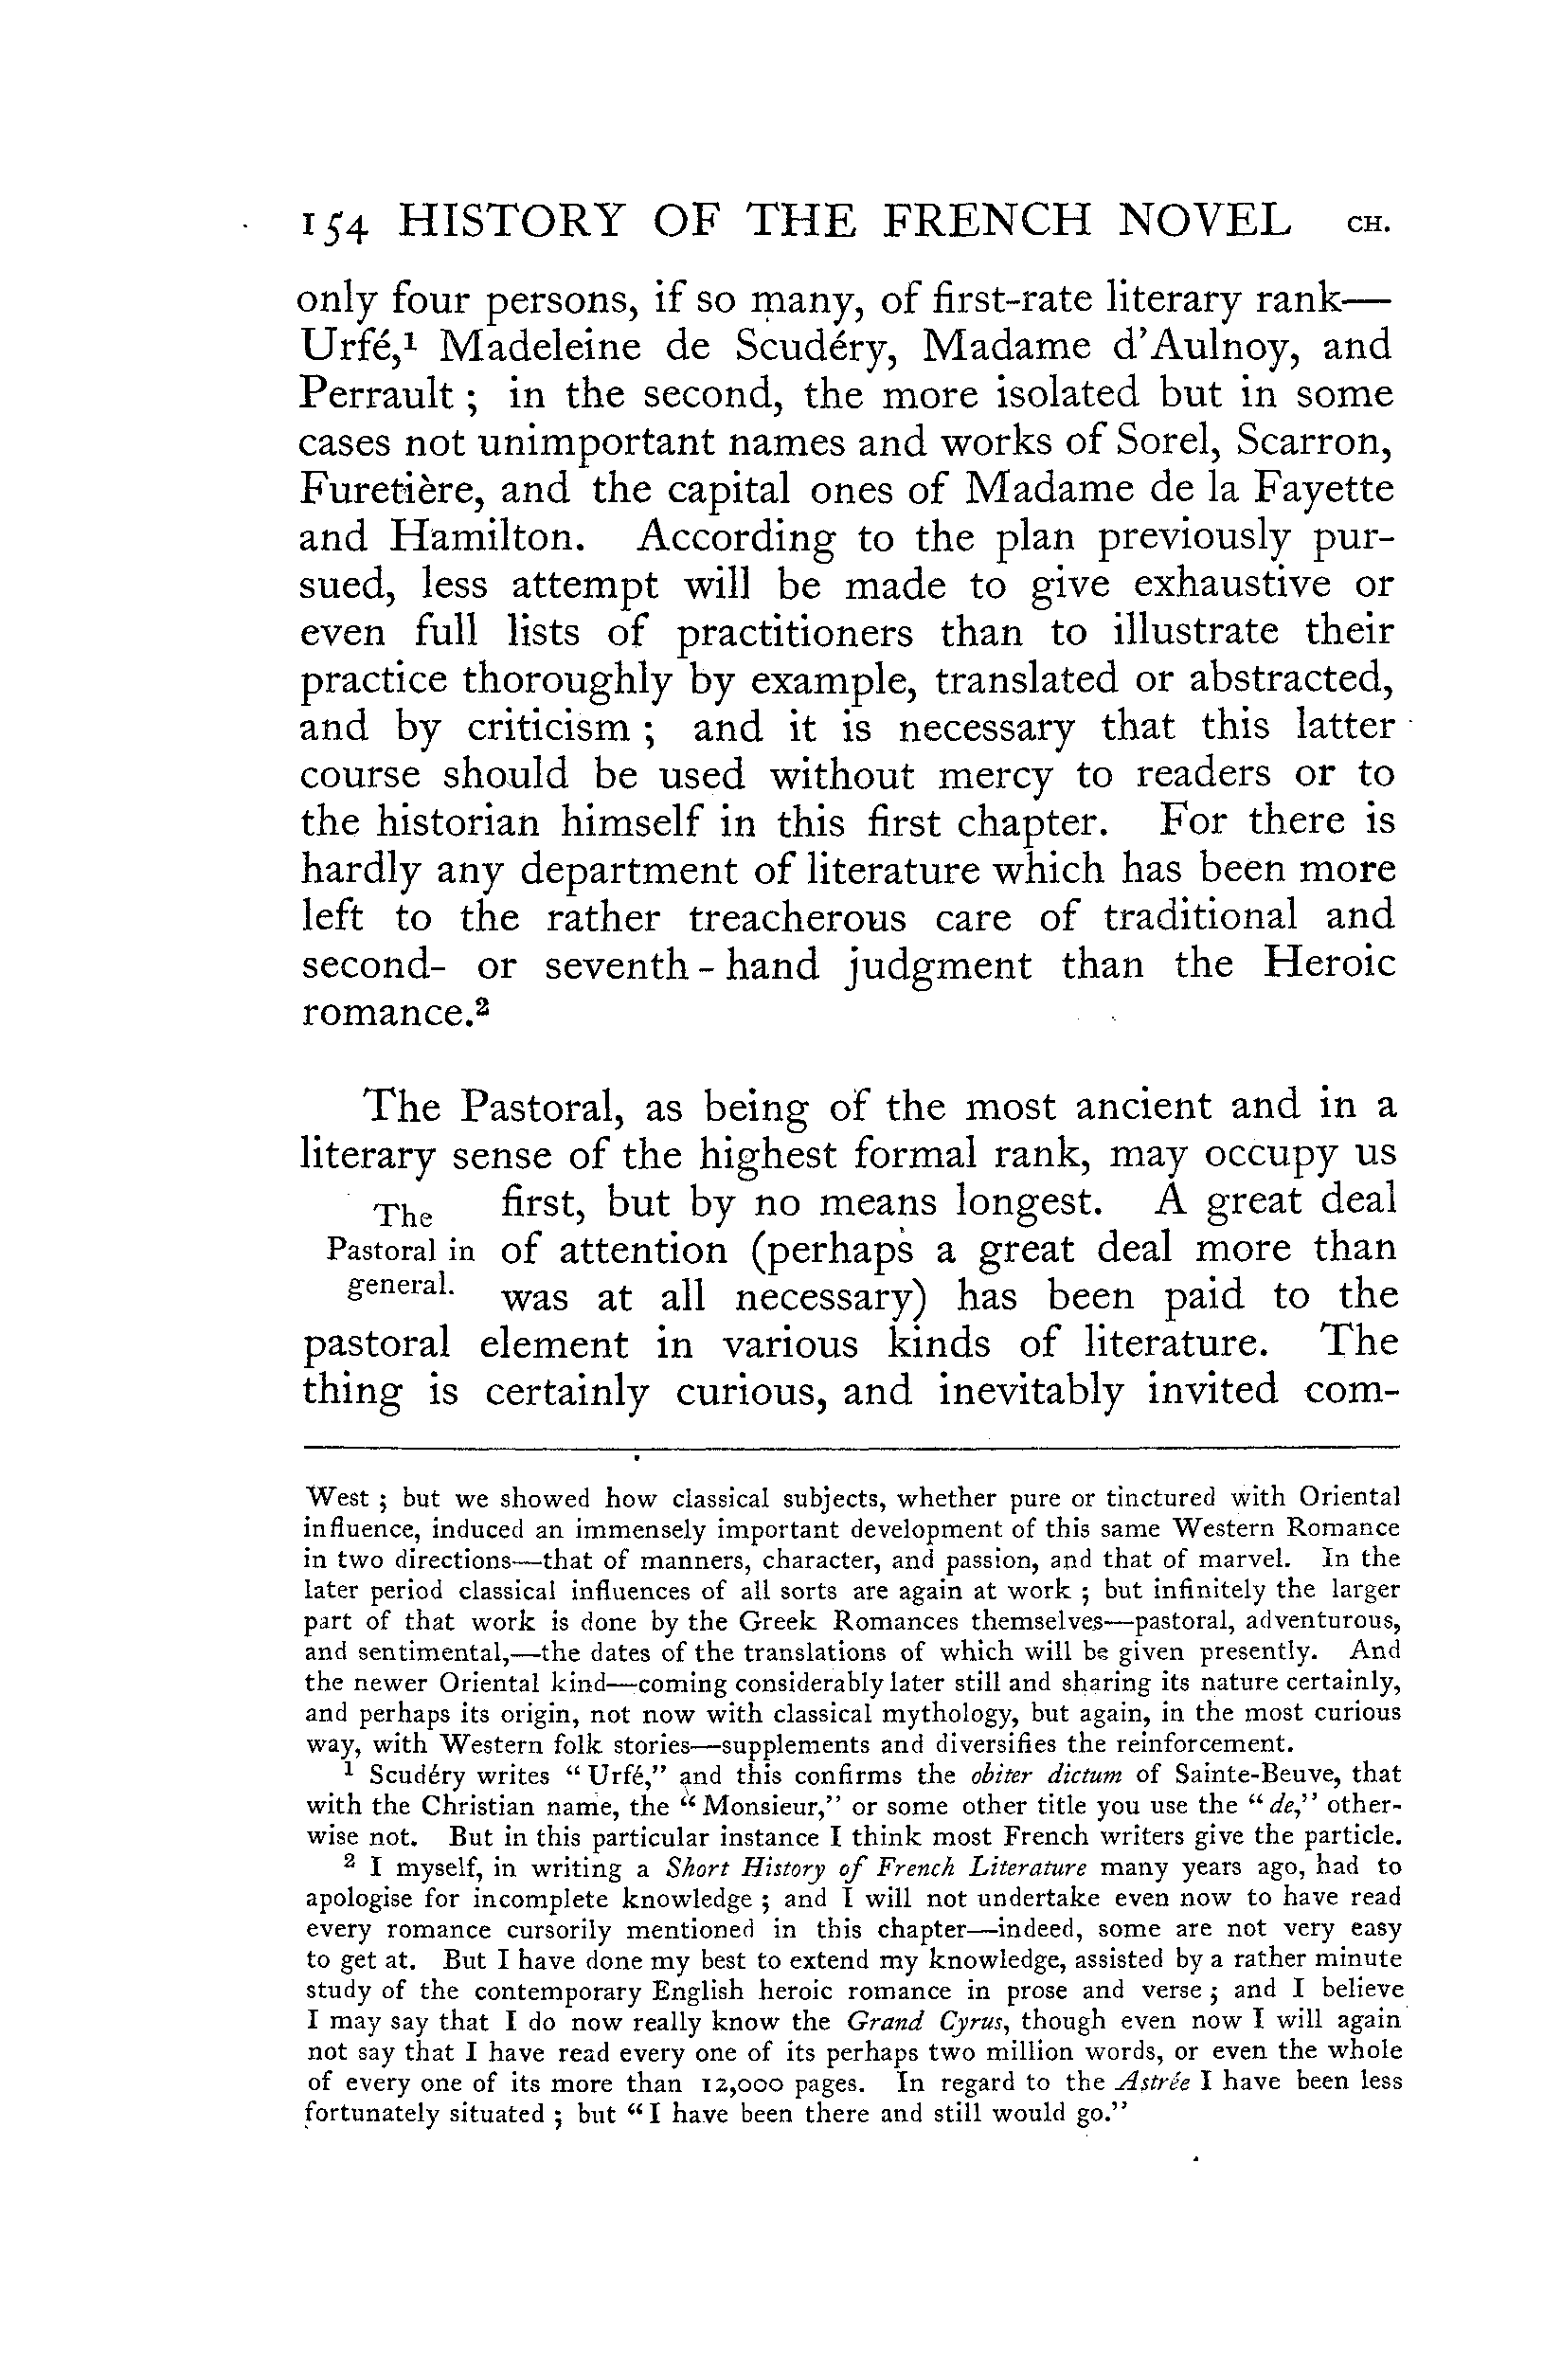 154 HISTORY OF THE FRENCH NOVEL CH.
only four persons, if so many, of first-rate literary rank—
Urfé,¹ Madeleine de Scudéry, Madame d'Aulnoy, and
Perrault ; in the second, the more isolated but in some
cases not unimportant names and works of Sorel, Scarron,
Furetière, and the capital ones of Madame de la Fayette
and Hamilton. According to the plan previously pur-
sued, less attempt will be made to give exhaustive or
even full lists of practitioners than to illustrate their
practice thoroughly by example, translated or abstracted,
and by criticism ; and it is necessary that this latter
course should be used without mercy to readers or to
the historian himself in this first chapter. For there is
hardly any department of literature which has been more
left to the rather treacherous care of traditional and
second- or seventh-hand judgment than the Heroic
romance.²
The Pastoral, as being of the most ancient and in a
literary sense of the highest formal rank, may occupy us
The
Pastoral in
general.
first, but by no means longest. A great deal
of attention (perhaps a great deal more than
was at all necessary) has been paid to the
pastoral element in various kinds of literature. The
thing is certainly curious, and inevitably invited com-
West ; but we showed how classical subjects, whether pure or tinctured with Oriental
influence, induced an immensely important development of this same Western Romance
in two directions—that of manners, character, and passion, and that of marvel. In the
later period classical influences of all sorts are again at work ; but infinitely the larger
part of that work is done by the Greek Romances themselves—pastoral, adventurous,
and sentimental,—the dates of the translations of which will be given presently. And
the newer Oriental kind—coming considerably later still and sharing its nature certainly,
and perhaps its origin, not now with classical mythology, but again, in the most curious
way, with Western folk stories—supplements and diversifies the reinforcement.
¹ Scudéry writes "Urfé," and this confirms the obiter dictum of Sainte-Beuve, that
with the Christian name, the "Monsieur," or some other title you use the "de," other-
wise not. But in this particular instance I think most French writers give the particle.
² I myself, in writing a Short History of French Literature many years ago, had to
apologise for incomplete knowledge ; and I will not undertake even now to have read
every romance cursorily mentioned in this chapter—indeed, some are not very easy
to get at. But I have done my best to extend my knowledge, assisted by a rather minute
study of the contemporary English heroic romance in prose and verse ; and I believe
I may say that I do now really know the Grand Cyrus, though even now I will again
not say that I have read every one of its perhaps two million words, or even the whole
of every one of its more than 12,000 pages. In regard to the Astrée I have been less
fortunately situated ; but "I have been there and still would go."